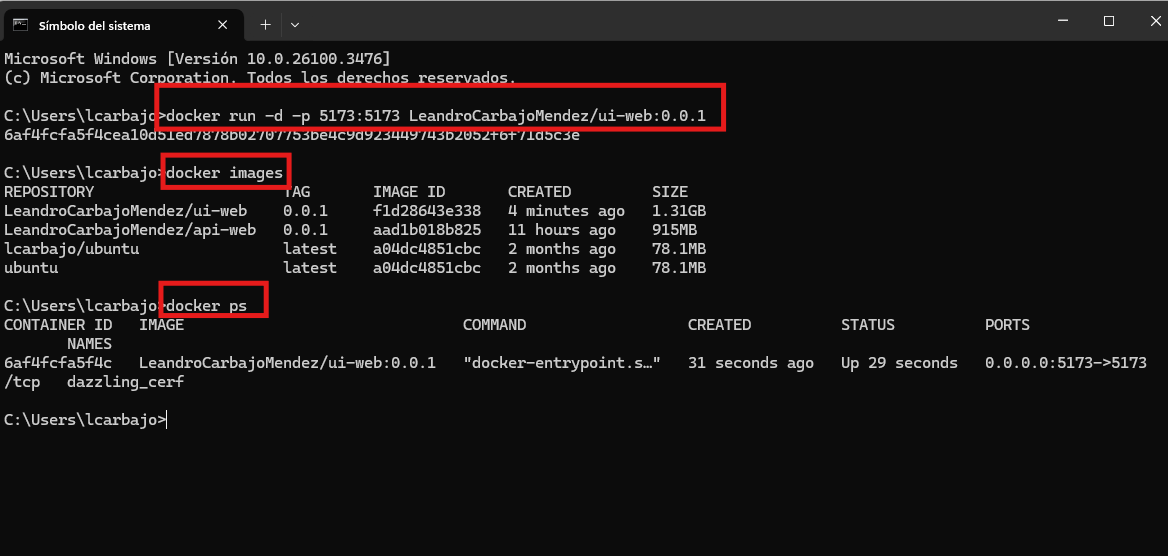 Símbolo del sistema
Microsoft Windows [Versión 10.0.26100.3476]
(c) Microsoft Corporation. Todos los derechos reservados.
C:\Users\lcarbajo>docker run -d -p 5173:5173 LeandroCarbajoMendez/ui-web:0.0.1
6af4fcfa5f4cea10d51ed7878b02707753be4c9d923449743b2052f6f71d5c3e
C:\Users\lcarbajo>docker images
REPOSITORY TAG IMAGE ID CREATED SIZE
LeandroCarbajoMendez/ui-web 0.0.1 f1d28643e338 4 minutes ago 1.31GB
LeandroCarbajoMendez/api-web 0.0.1 aad1b018b825 11 hours ago 915MB
lcarbajo/ubuntu latest a04dc4851cbc 2 months ago 78.1MB
ubuntu latest a04dc4851cbc 2 months ago 78.1MB
C:\Users\lcarbajo>docker ps
CONTAINER ID IMAGE COMMAND CREATED STATUS PORTS
NAMES
6af4fcfa5f4c LeandroCarbajoMendez/ui-web:0.0.1 "docker-entrypoint.s…" 31 seconds ago Up 29 seconds 0.0.0.0:5173->5173
/tcp dazzling_cerf
C:\Users\lcarbajo>